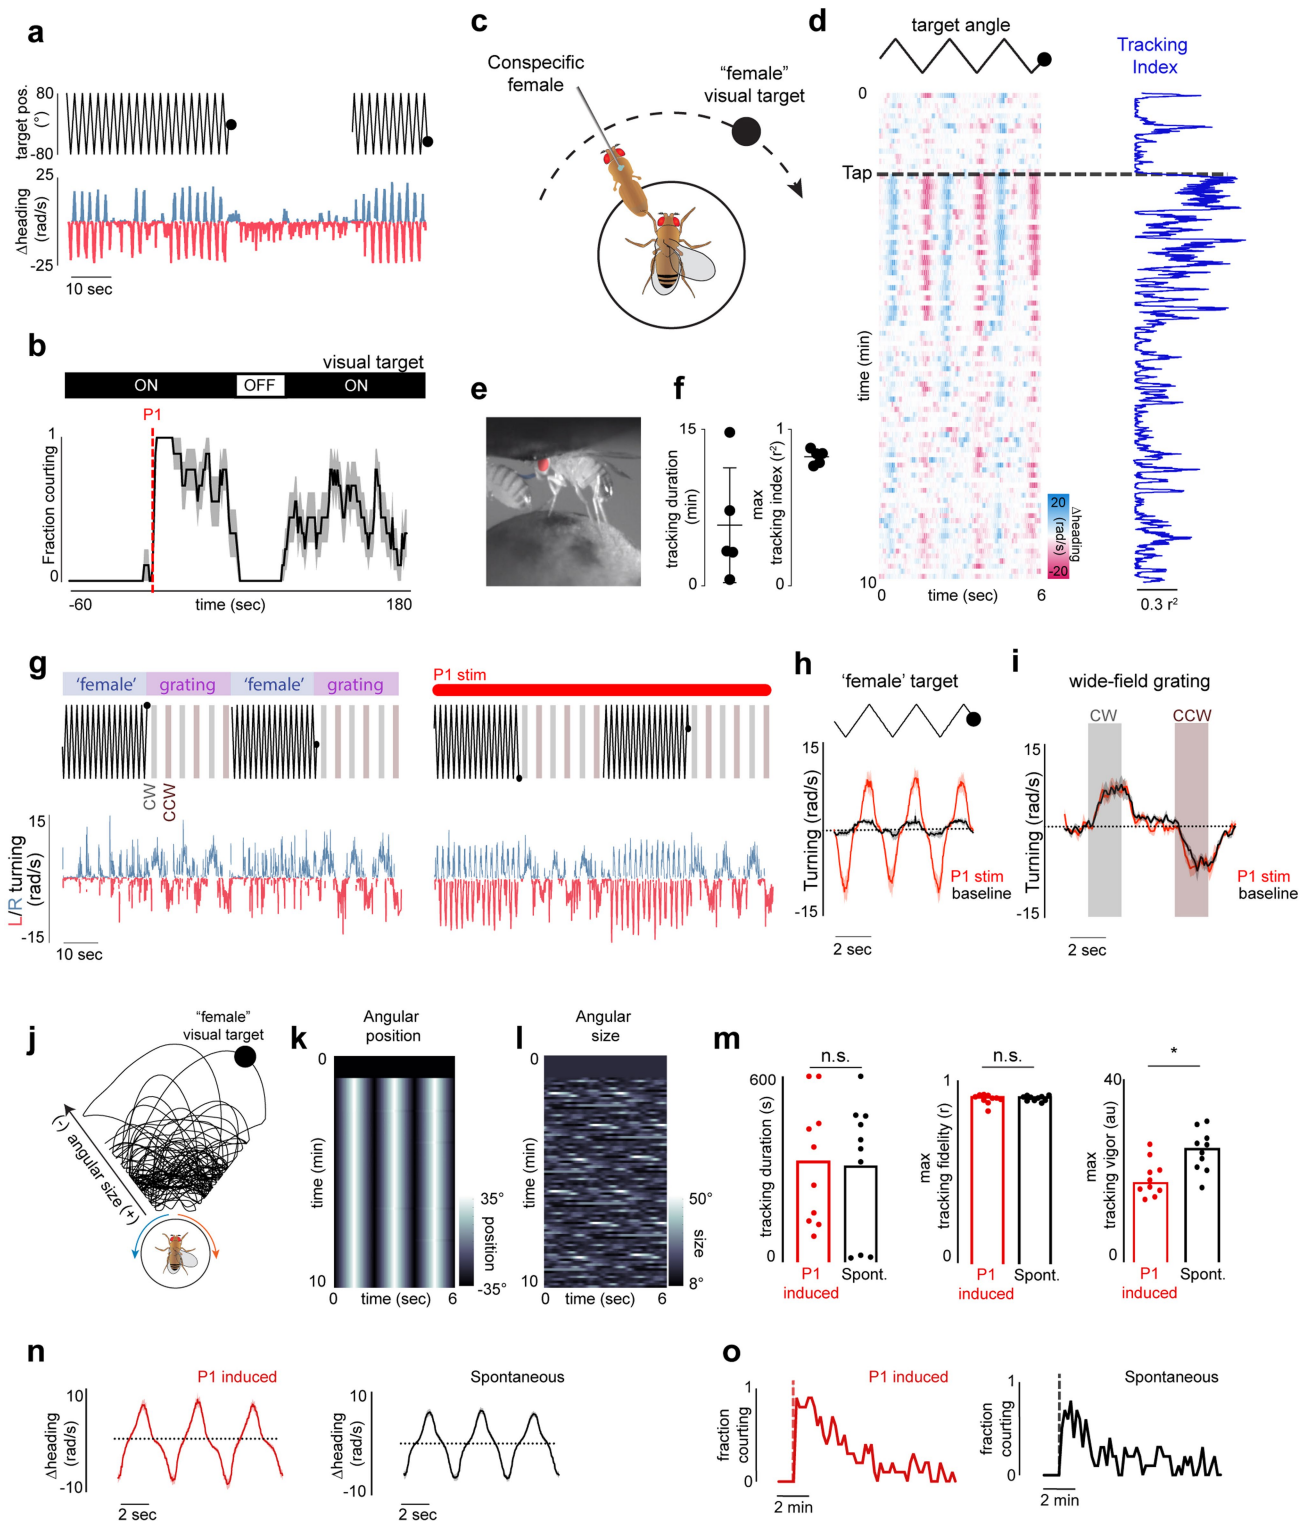 a
target pos.
(°)
80
-80
Δheading
(rad/s)
25
-25
10 sec
b
visual target
ON
OFF
ON
P1
Fraction counting
1
0
-60
time (sec)
180
c
Conspecific
female
“female”
visual target
d
target angle
Tracking
Index
0
Tap
time (min)
10
0
time (sec)
6
20
(rad/s)
-20
Δheading
0.3 r²
e
f
tracking duration
(min)
15
0
max
tracking index (r²)
1
0
g
‘female’
grating
‘female’
grating
P1 stim
CW
CCW
L/R turning
(rad/s)
15
-15
10 sec
h
‘female’ target
Turning (rad/s)
15
-15
P1 stim
baseline
2 sec
i
wide-field grating
CW
CCW
Turning (rad/s)
15
-15
P1 stim
baseline
2 sec
j
“female”
visual target
(-) angular size (+)
k
Angular
position
0
time (min)
10
0
time (sec)
6
35°
position
-35°
l
Angular
size
0
time (min)
10
0
time (sec)
6
50°
size
8°
m
n.s.
600
tracking duration (s)
0
P1
induced
Spont.
n.s.
1
max
tracking fidelity (r)
0
P1
induced
Spont.
*
40
max
tracking vigor (au)
0
P1
induced
Spont.
n
P1 induced
Δheading
(rad/s)
10
-10
2 sec
Spontaneous
Δheading
(rad/s)
10
-10
2 sec
o
P1 induced
fraction
counting
1
0
2 min
Spontaneous
fraction
counting
1
0
2 min